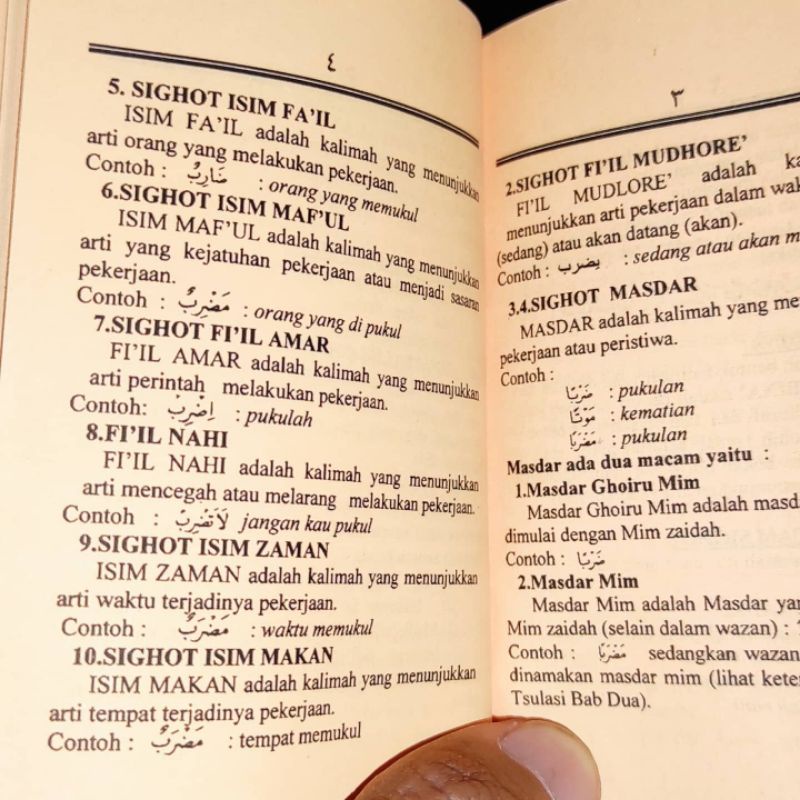 ٣
2.SIGHOT FI'IL MUDHORE'
FI'IL MUDLORE' adalah
menunjukkan arti pekerjaan dalam
(sedang) atau akan datang (akan).
Contoh : يضرب : sedang atau akan
3.4.SIGHOT MASDAR
MASDAR adalah kalimah yang
pekerjaan atau peristiwa.
Contoh :
ضَرْبًا : pukulan
مَوْتًا : kematian
مَضْرَبًا : pukulan
Masdar ada dua macam yaitu :
1.Masdar Ghoiru Mim
Masdar Ghoiru Mim adalah
dimulai dengan Mim zaidah.
Contoh : ضَرْبًا
2.Masdar Mim
Masdar Mim adalah Masdar
Mim zaidah (selain dalam wazan) :
Contoh : مَضْرَبًا sedangkan wazan
dinamakan masdar mim (lihat
Tsulasi Bab Dua).
٤
5. SIGHOT ISIM FA'IL
ISIM FA'IL adalah kalimah yang menunjukkan
arti orang yang melakukan pekerjaan.
Contoh : ضَارِبٌ : orang yang memukul
6.SIGHOT ISIM MAF'UL
ISIM MAF'UL adalah kalimah yang menunjukkan
arti yang kejatuhan pekerjaan atau menjadi sasaran
pekerjaan.
Contoh : مَضْرُبٌ : orang yang di pukul
7.SIGHOT FI'IL AMAR
FI'IL AMAR adalah kalimah yang menunjukkan
arti perintah melakukan pekerjaan.
Contoh: اِضْرِبْ : pukulah
8.FI'IL NAHI
FI'IL NAHI adalah kalimah yang menunjukkan
arti mencegah atau melarang melakukan pekerjaan.
Contoh : لاَتَضْرِبْ jangan kau pukul
9.SIGHOT ISIM ZAMAN
ISIM ZAMAN adalah kalimah yang menunjukkan
arti waktu terjadinya pekerjaan.
Contoh : مَضْرَبٌ : waktu memukul
10.SIGHOT ISIM MAKAN
ISIM MAKAN adalah kalimah yang menunjukkan
arti tempat terjadinya pekerjaan.
Contoh : مَضْرَبٌ : tempat memukul